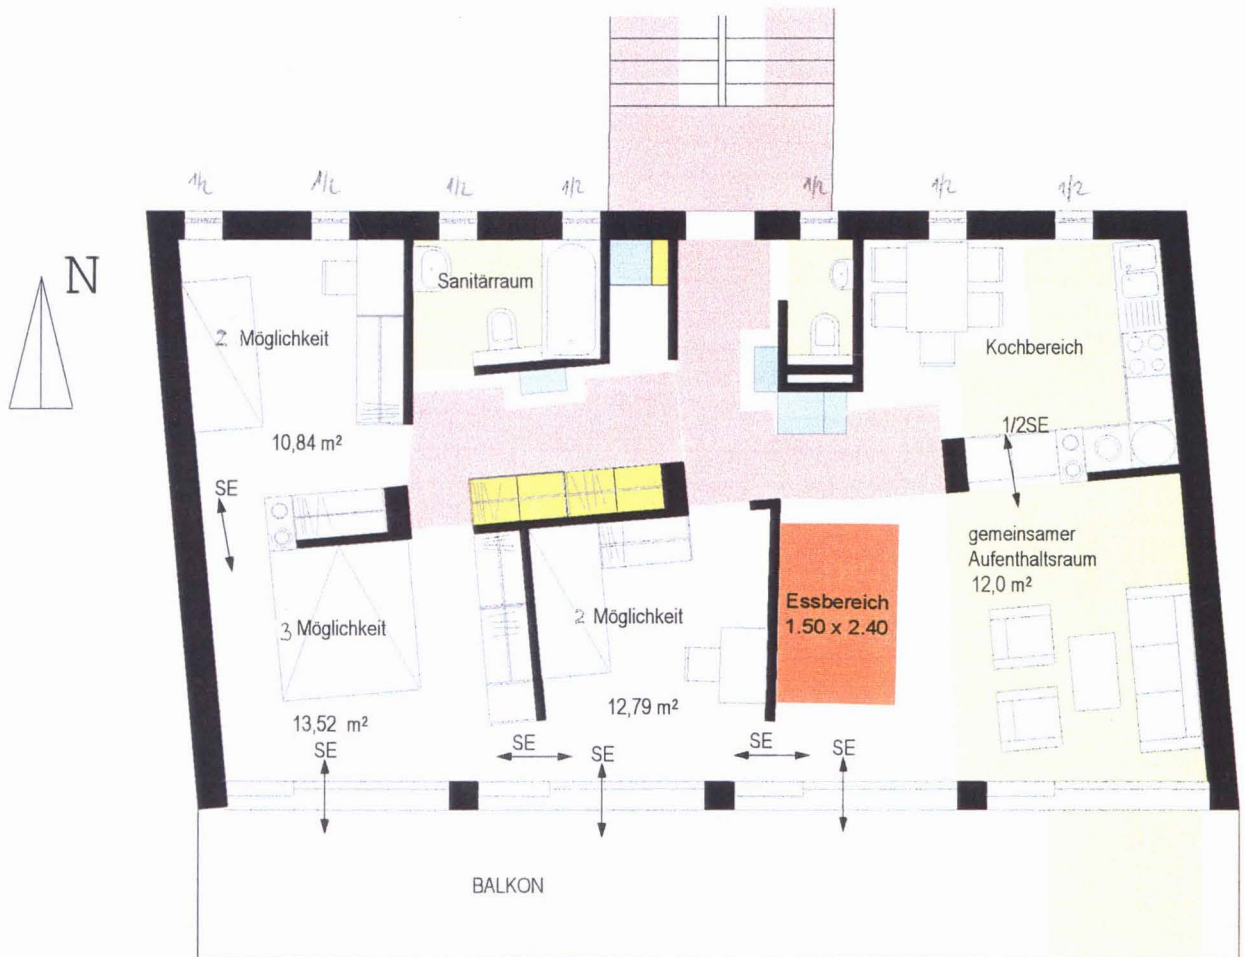 1/2 1/2 1/2 1/2 1/2 1/2 1/2
N
Sanitärraum
2 Möglichkeit
Kochbereich
10,84 m²
1/2SE
SE
gemeinsamer
Aufenthaltsraum
12,0 m²
Essbereich
1.50 x 2.40
2 Möglichkeit
3 Möglichkeit
12,79 m²
13,52 m²
SE
SE
SE
SE
SE
BALKON